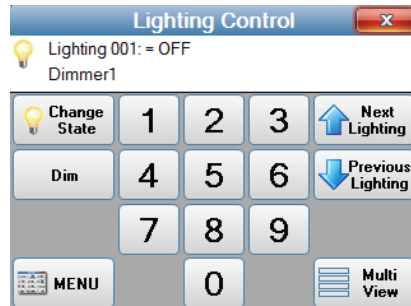 Lighting Control
x
Lighting 001: = OFF
Dimmer1
Change
State
1
2
3
Next
Lighting
Dim
4
5
6
Previous
Lighting
7
8
9
MENU
0
Multi
View